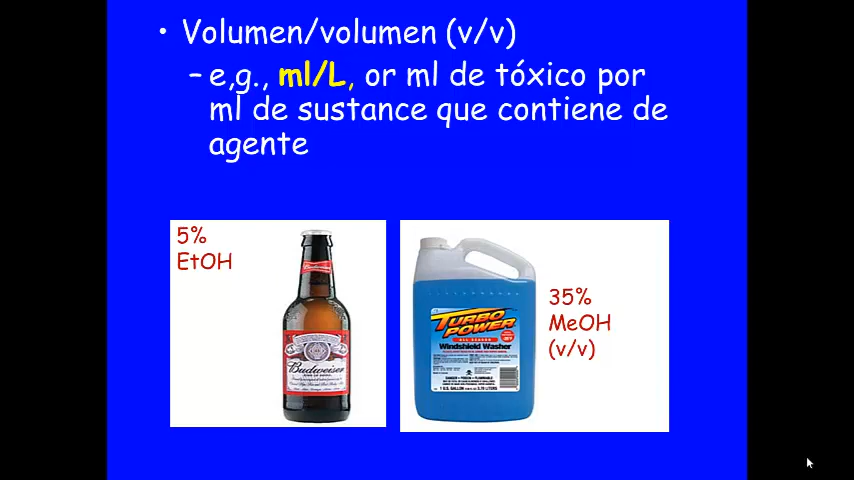 • Volumen/volumen (v/v)
– e,g., ml/L, or ml de tóxico por
ml de sustance que contiene de
agente
5%
EtOH
Budweiser
35%
MeOH
(v/v)
TURBO
POWER
Windshield Washer